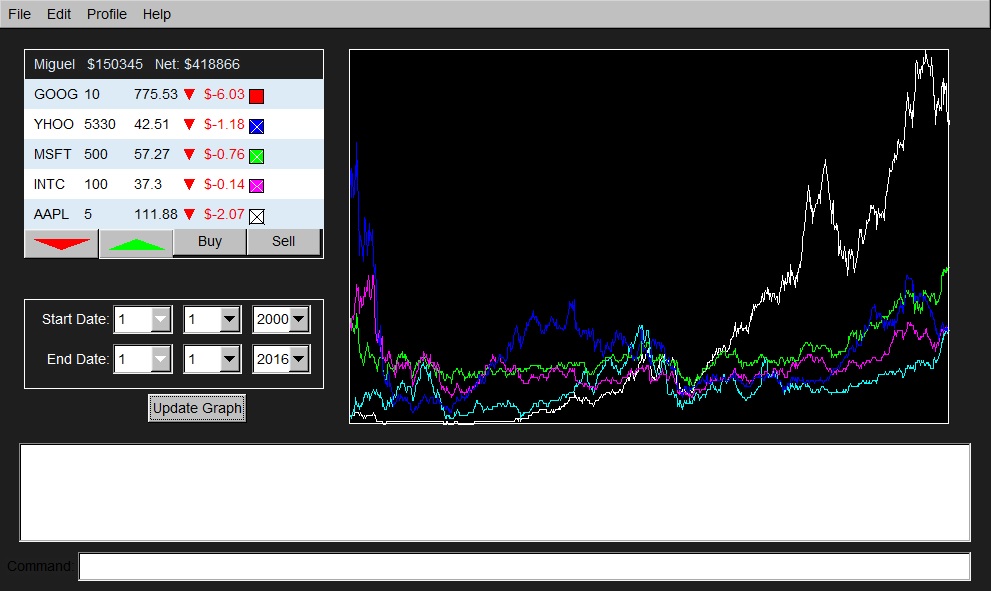 File Edit Profile Help
Miguel $150345 Net: $418866
GOOG 10 775.53 $-6.03
YHOO 5330 42.51 $-1.18
MSFT 500 57.27 $-0.76
INTC 100 37.3 $-0.14
AAPL 5 111.88 $-2.07
Buy Sell
Start Date: 1 1 2000
End Date: 1 1 2016
Update Graph
Command: